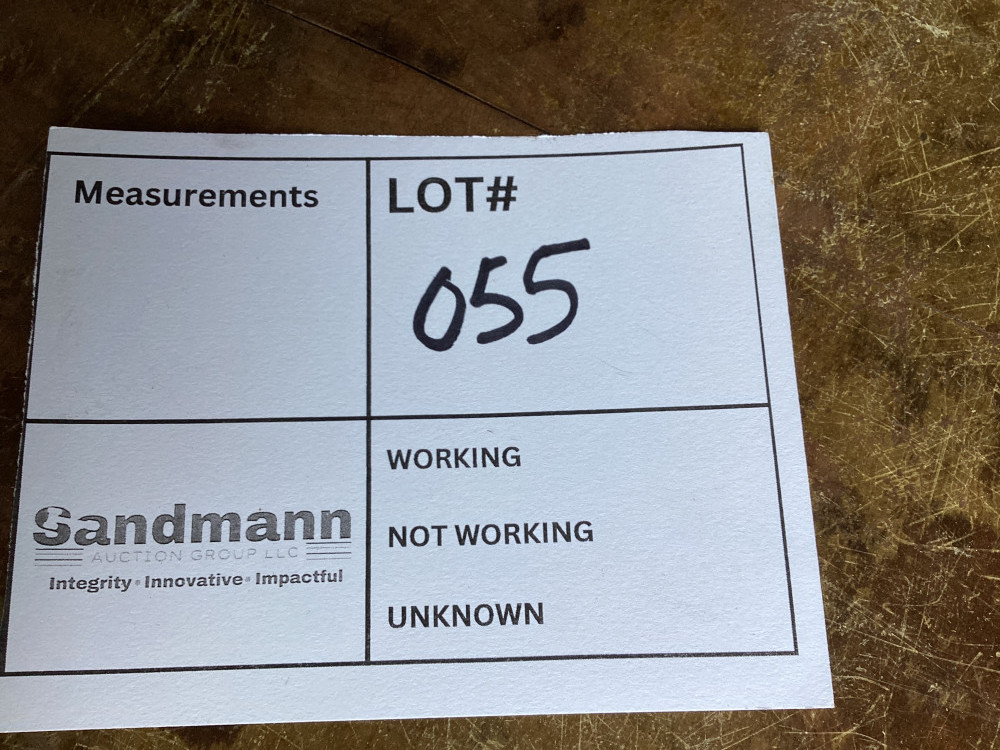 Measurements
LOT#
055
Sandmann
AUCTION GROUP LLC
Integrity • Innovative • Impactful
WORKING
NOT WORKING
UNKNOWN